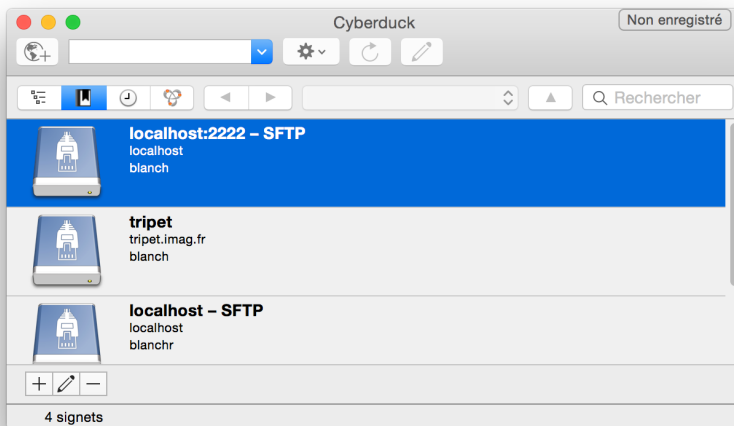 Cyberduck
Non enregistré
Rechercher
localhost:2222 – SFTP
localhost
blanch
tripet
tripet.imag.fr
blanch
localhost – SFTP
localhost
blanchr
4 signets